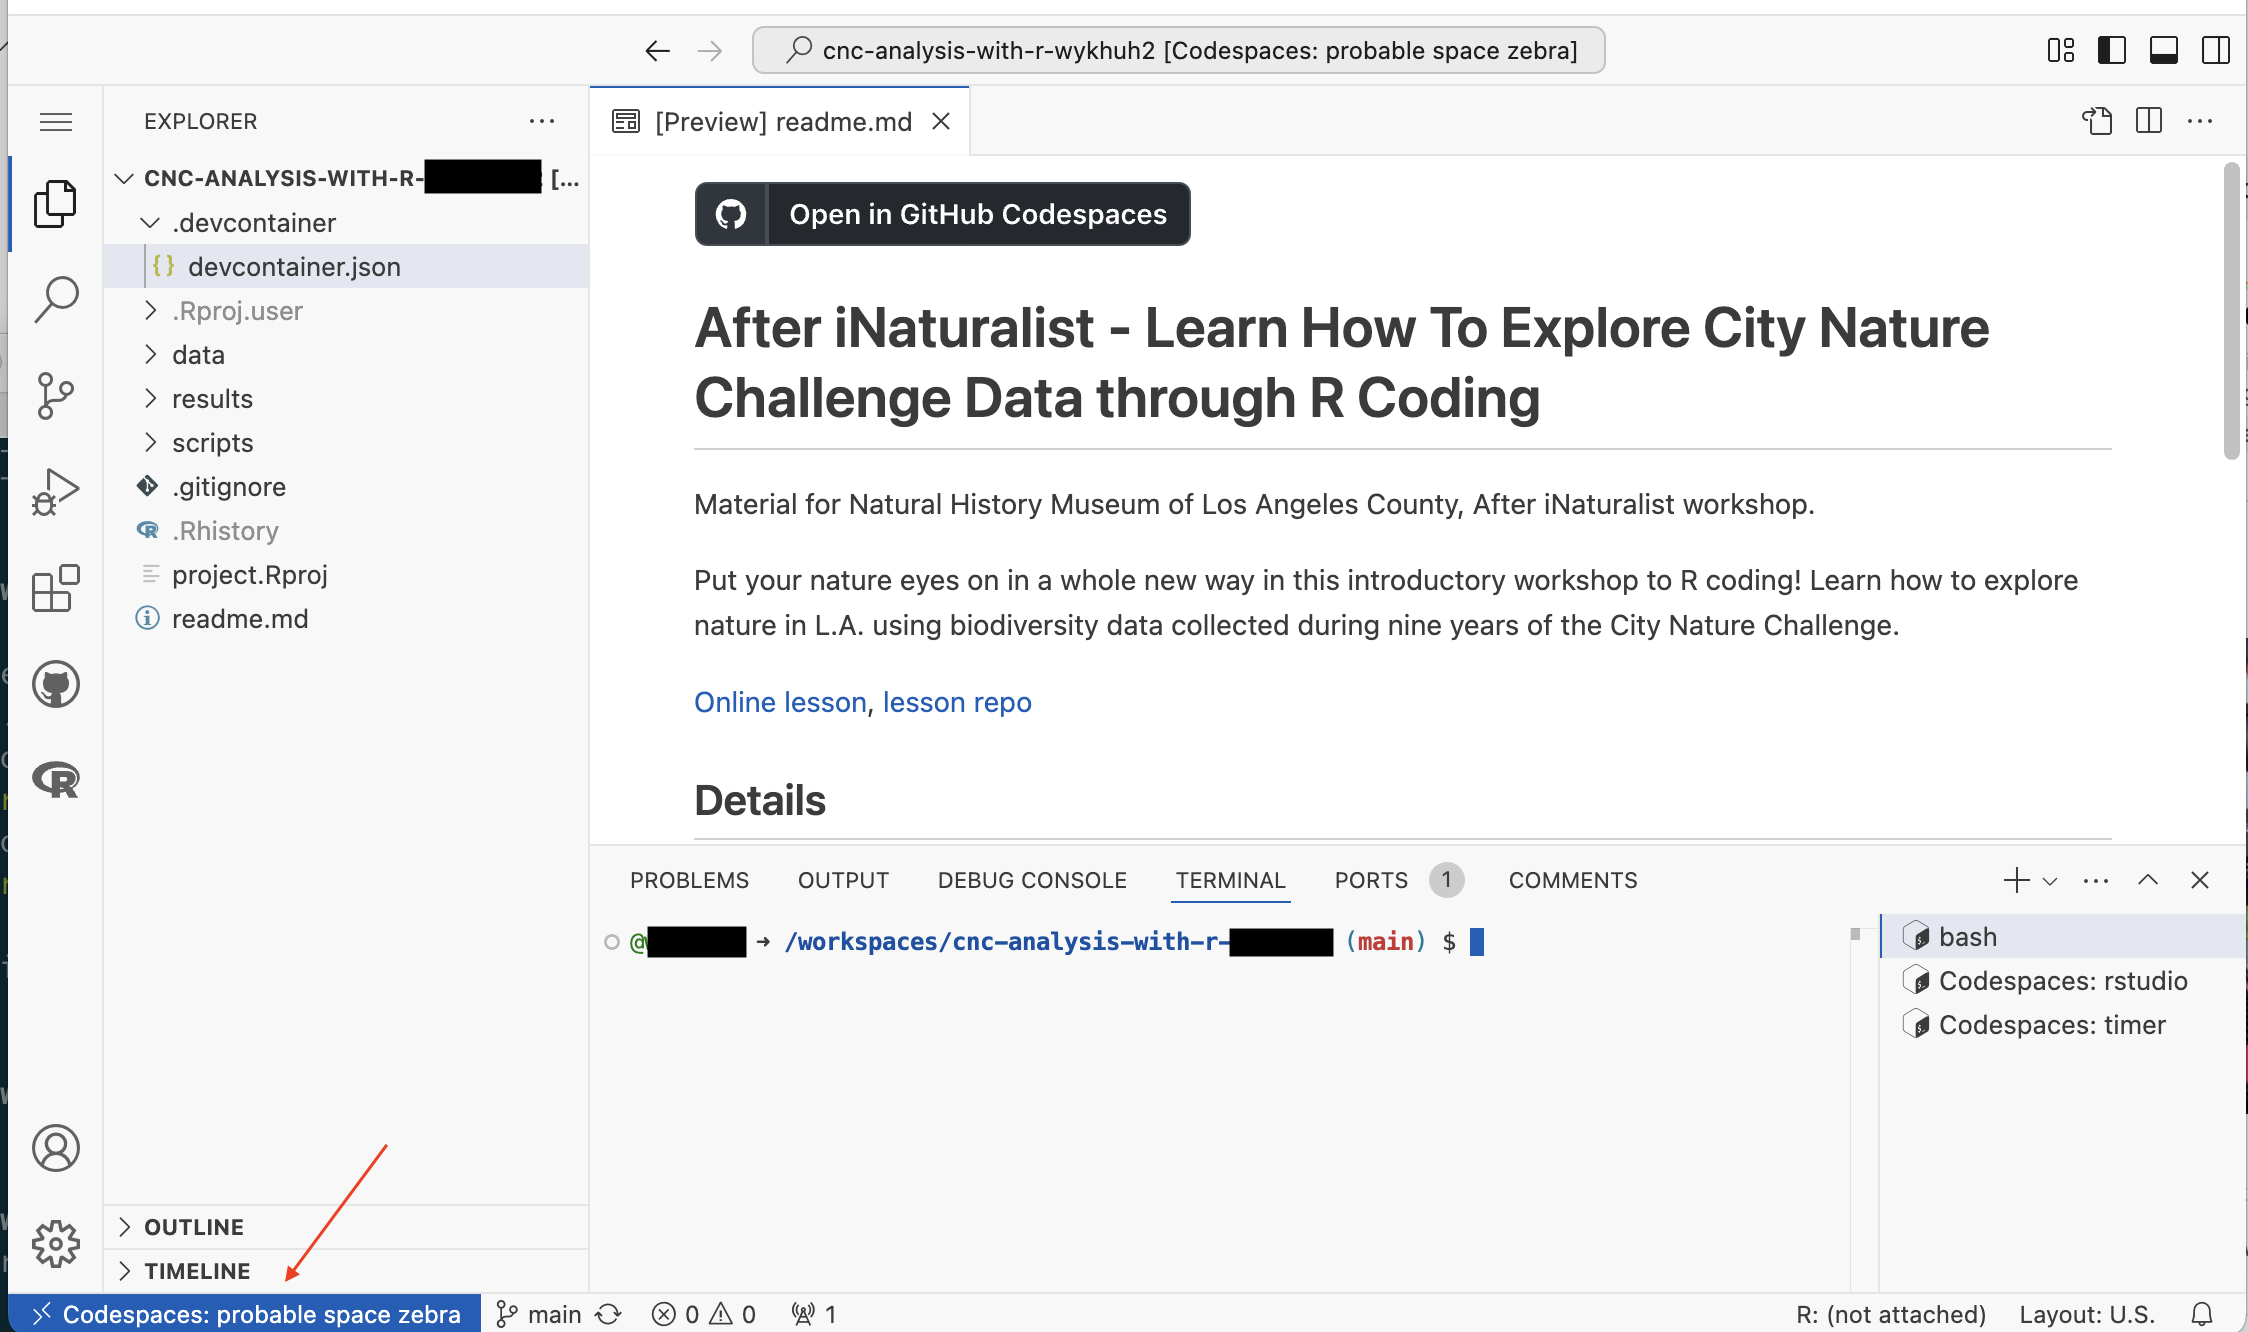 cnc-analysis-with-r-wykhuh2 [Codespaces: probable space zebra]
EXPLORER
CNC-ANALYSIS-WITH-R- [...
.devcontainer
{} devcontainer.json
.Rproj.user
data
results
scripts
.gitignore
.Rhistory
project.Rproj
readme.md
OUTLINE
TIMELINE
[Preview] readme.md
Open in GitHub Codespaces
After iNaturalist - Learn How To Explore City Nature
Challenge Data through R Coding
Material for Natural History Museum of Los Angeles County, After iNaturalist workshop.
Put your nature eyes on in a whole new way in this introductory workshop to R coding! Learn how to explore
nature in L.A. using biodiversity data collected during nine years of the City Nature Challenge.
Online lesson, lesson repo
Details
PROBLEMS OUTPUT DEBUG CONSOLE TERMINAL PORTS 1 COMMENTS
@ → /workspaces/cnc-analysis-with-r- (main) $
bash
Codespaces: rstudio
Codespaces: timer
Codespaces: probable space zebra main 0 0 1 R: (not attached) Layout: U.S.